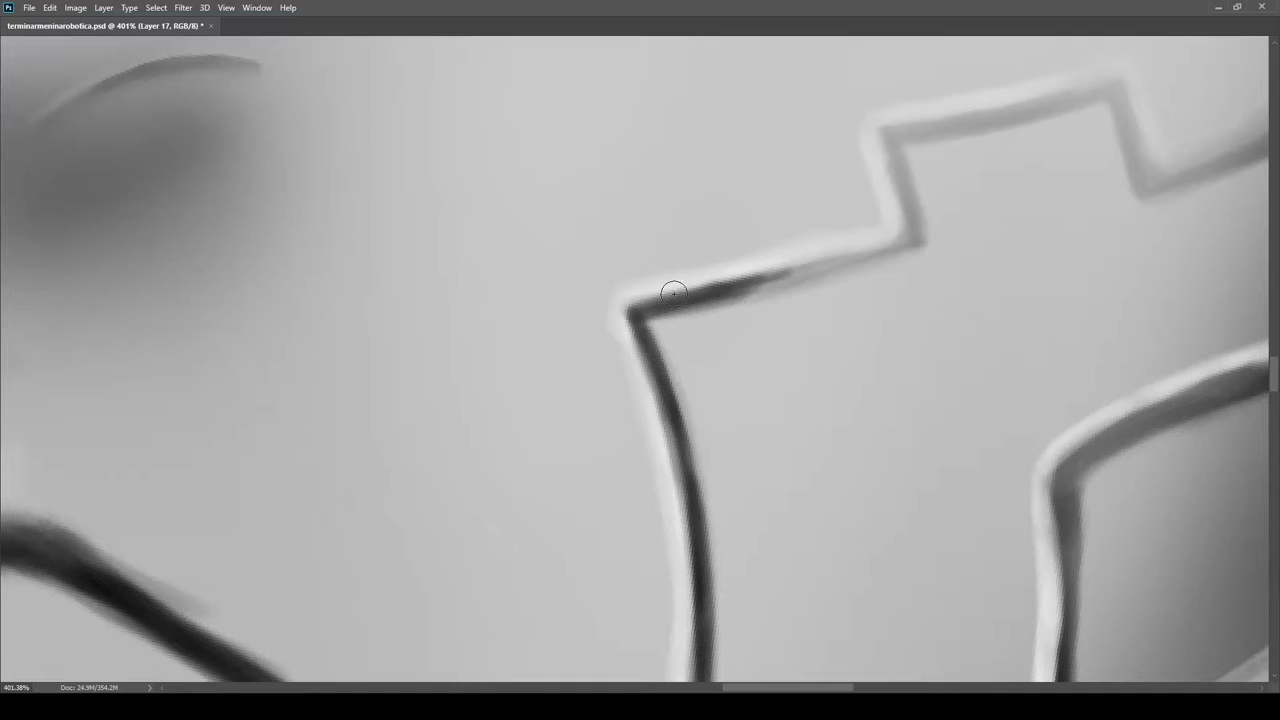 Ps File Edit Image Layer Type Select Filter 3D View Window Help
terminarmeninarobotica.psd @ 401% (Layer 17, RGB/8) * ×
401.38% Doc: 24.9M/354.2M